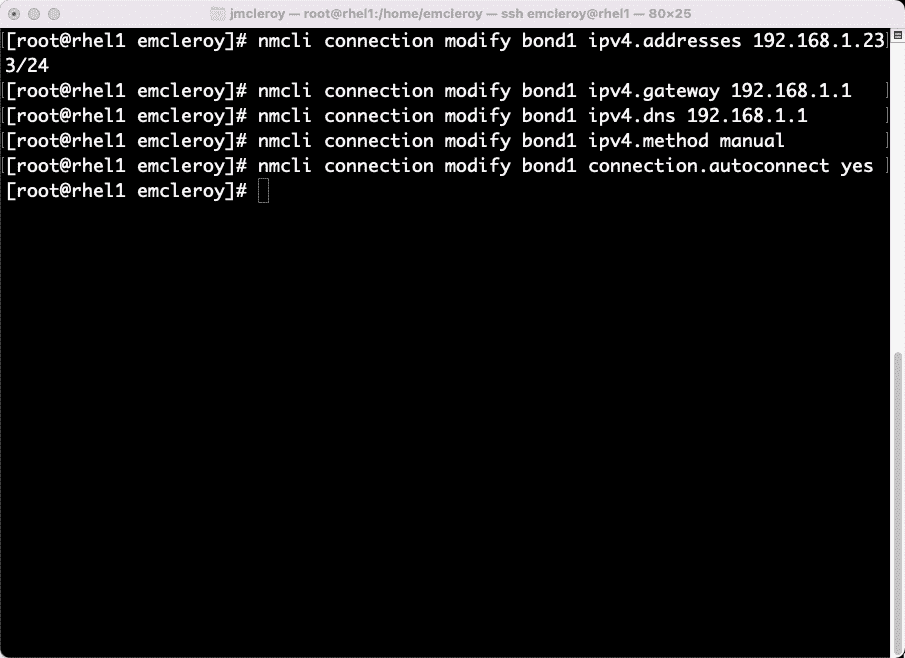 jmcleroy — root@rhel1:/home/emcleroy — ssh emcleroy@rhel1 — 80×25
[root@rhel1 emcleroy]# nmcli connection modify bond1 ipv4.addresses 192.168.1.23
3/24
[root@rhel1 emcleroy]# nmcli connection modify bond1 ipv4.gateway 192.168.1.1
[root@rhel1 emcleroy]# nmcli connection modify bond1 ipv4.dns 192.168.1.1
[root@rhel1 emcleroy]# nmcli connection modify bond1 ipv4.method manual
[root@rhel1 emcleroy]# nmcli connection modify bond1 connection.autoconnect yes
[root@rhel1 emcleroy]#